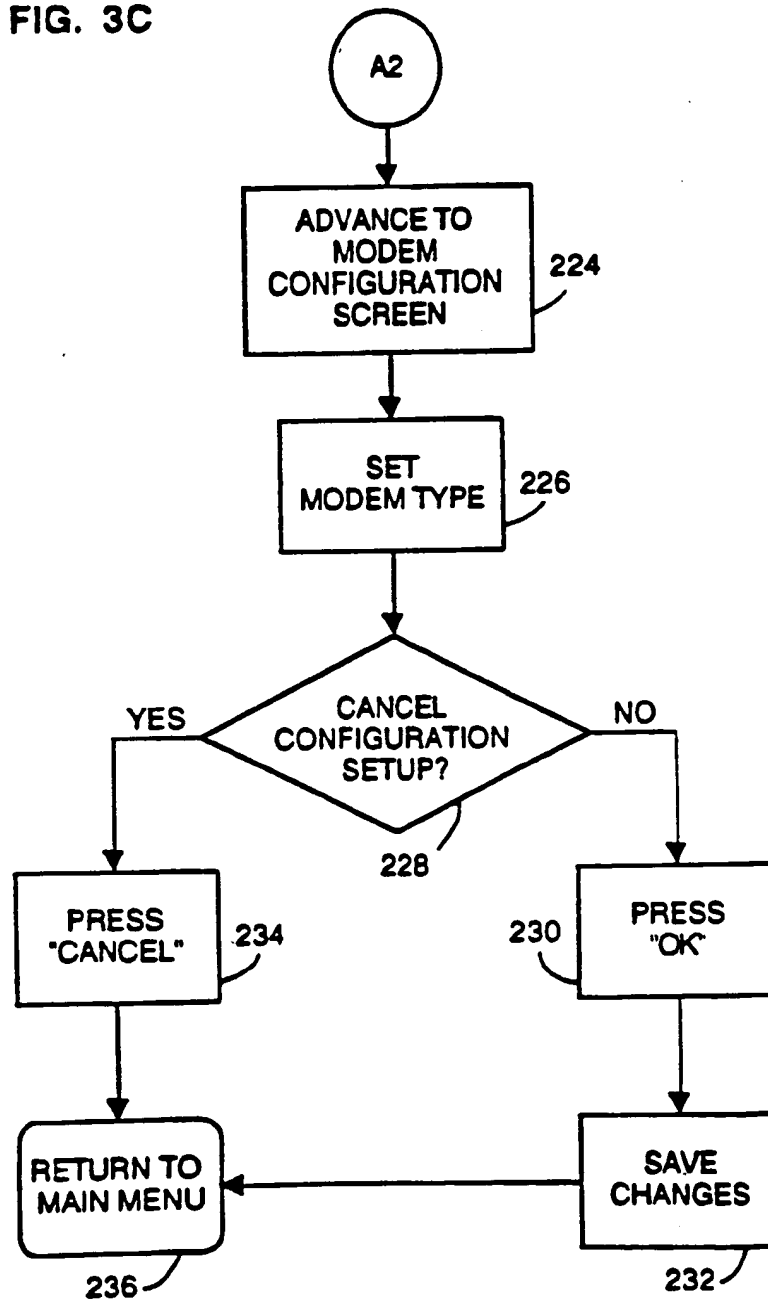 FIG. 3C
A2
ADVANCE TO
MODEM
CONFIGURATION
SCREEN
224
SET
MODEM TYPE
226
CANCEL
CONFIGURATION
SETUP?
228
YES
NO
PRESS
"CANCEL"
234
230
PRESS
"OK"
RETURN TO
MAIN MENU
236
SAVE
CHANGES
232